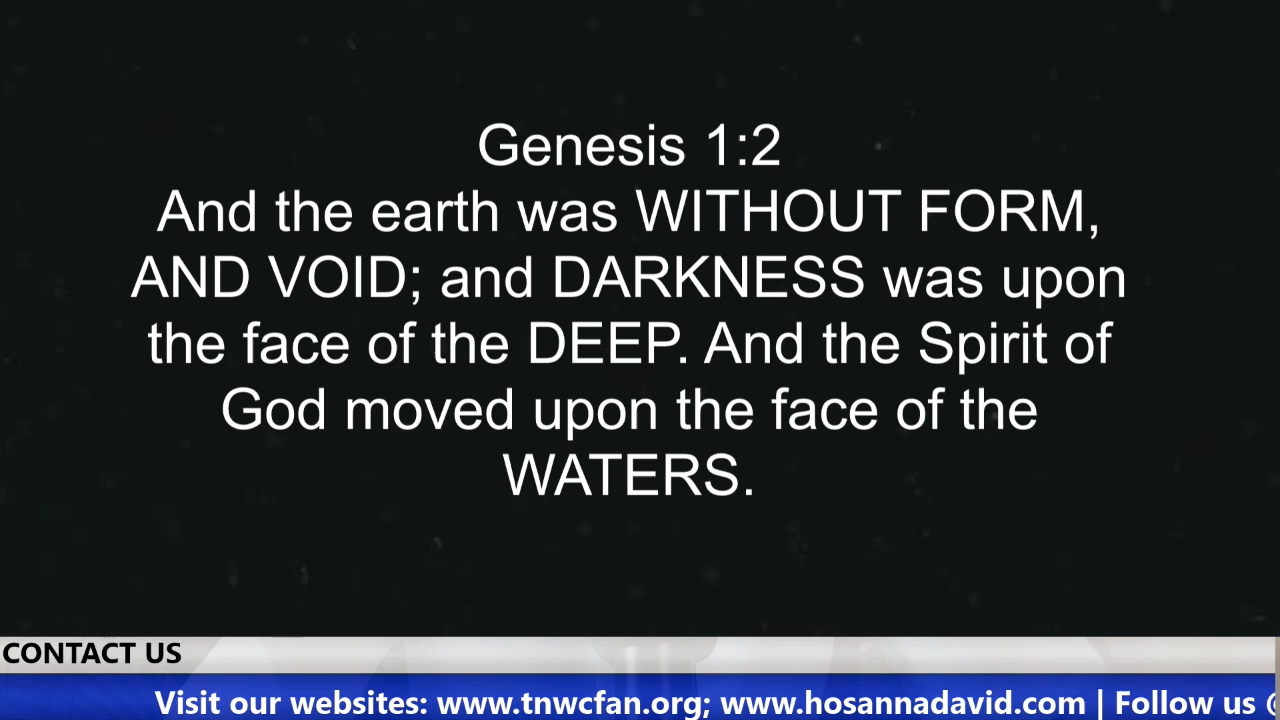 Genesis 1:2
And the earth was WITHOUT FORM,
AND VOID; and DARKNESS was upon
the face of the DEEP. And the Spirit of
God moved upon the face of the
WATERS.
CONTACT US
Visit our websites: www.tnwcfan.org; www.hosannadavid.com | Follow us @